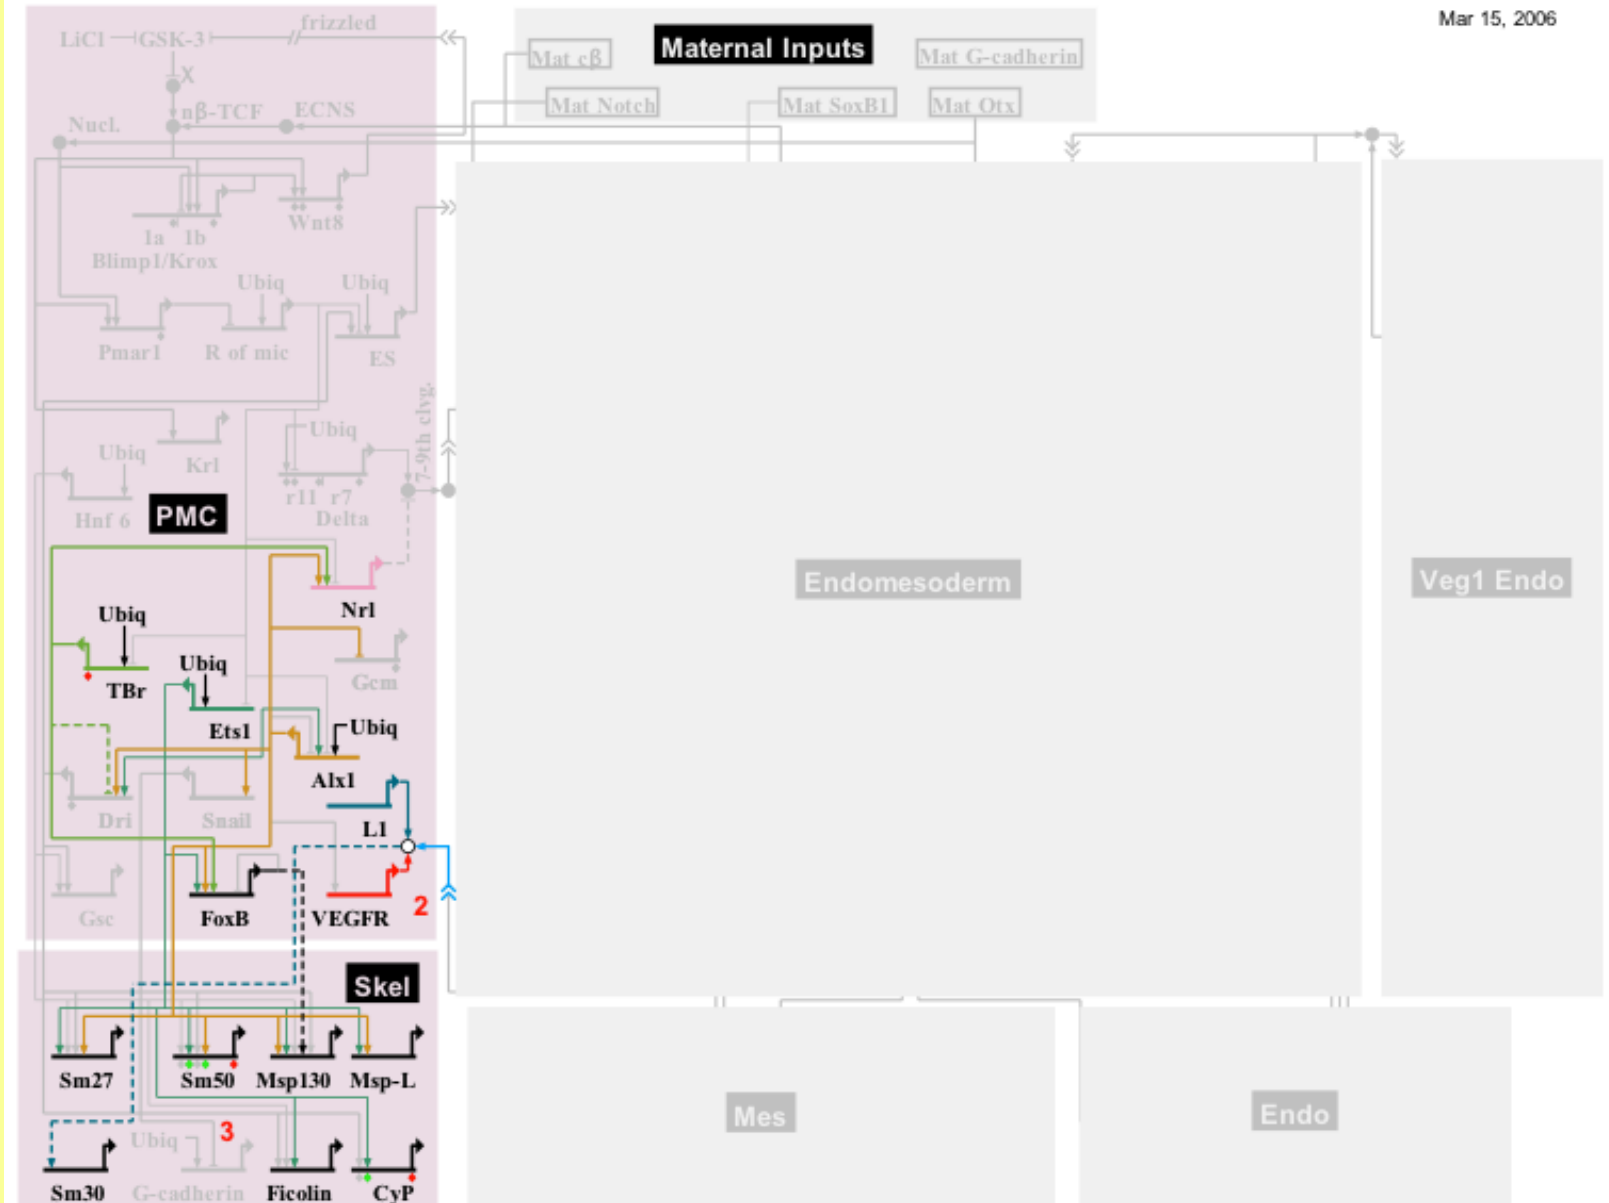 Mar 15, 2006
frizzled
LiCl
GSK-3
Maternal Inputs
Mat cβ
Mat G-cadherin
X
Mat Notch
Mat SoxB1
Mat Otx
nβ-TCF
ECNS
Nucl.
Wnt8
1a
1b
Blimp1/Krox
Ubiq
Ubiq
Pmar1
R of mic
ES
7-9th clvg.
Ubiq
Ubiq
Krl
r11
r7
Hnf 6
PMC
Delta
Endomesoderm
Veg1 Endo
Nrl
Ubiq
Ubiq
Gcm
TBr
Ets1
Ubiq
Alx1
Dri
Snail
L1
2
Gsc
FoxB
VEGFR
Skel
Sm27
Sm50
Msp130
Msp-L
Mes
Endo
3
Ubiq
Sm30
G-cadherin
Ficolin
CyP